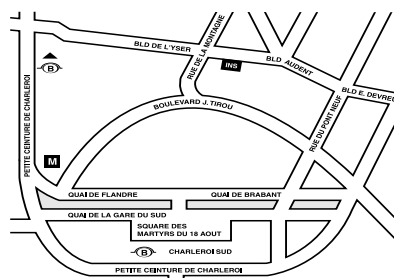 BLD DE L'YSER
RUE DE LA MONTAGNE
INS
BLD AUDENT
BLD E. DEVREU
B
PETITE CEINTURE DE CHARLEROI
BOULEVARD J. TIROU
RUE DU PONT NEUF
M
QUAI DE FLANDRE
QUAI DE BRABANT
QUAI DE LA GARE DU SUD
SQUARE DES
MARTYRS DU 18 AOUT
B
CHARLEROI SUD
PETITE CEINTURE DE CHARLEROI